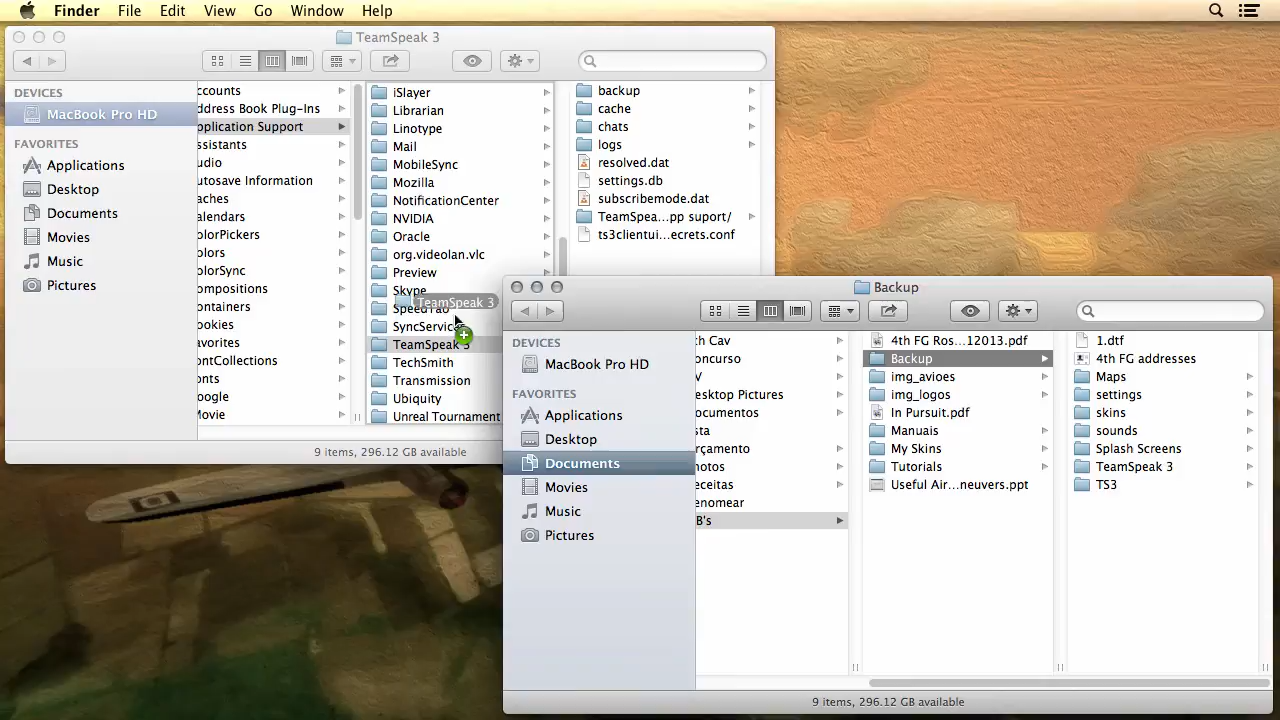 Finder File Edit View Go Window Help
TeamSpeak 3
DEVICES
MacBook Pro HD
FAVORITES
Applications
Desktop
Documents
Movies
Music
Pictures
ccounts
ddress Book Plug-Ins
pplication Support
ssistants
udio
utosave Information
aches
alendars
olorPickers
olors
olorSync
ompositions
ontainers
ookies
avorites
ontCollections
onts
oogle
Movie
iSlayer
Librarian
Linotype
Mail
MobileSync
Mozilla
NotificationCenter
NVIDIA
Oracle
org.videolan.vlc
Preview
Skype
TeamSpeak 3
SyncServic
TeamSpeak 3
TechSmith
Transmission
Ubiquity
Unreal Tournament
backup
cache
chats
logs
resolved.dat
settings.db
subscribemode.dat
TeamSpea...pp suport/
ts3clientui...ecrets.conf
9 items, 296.12 GB available
Backup
DEVICES
MacBook Pro HD
FAVORITES
Applications
Desktop
Documents
Movies
Music
Pictures
th Cav
oncurso
V
esktop Pictures
ocumentos
sta
rçamento
hotos
eceitas
enomear
B's
4th FG Ros...12013.pdf
Backup
img_avioes
img_logos
In Pursuit.pdf
Manuais
My Skins
Tutorials
Useful Air...neuvers.ppt
1.dtf
4th FG addresses
Maps
settings
skins
sounds
Splash Screens
TeamSpeak 3
TS3
9 items, 296.12 GB available